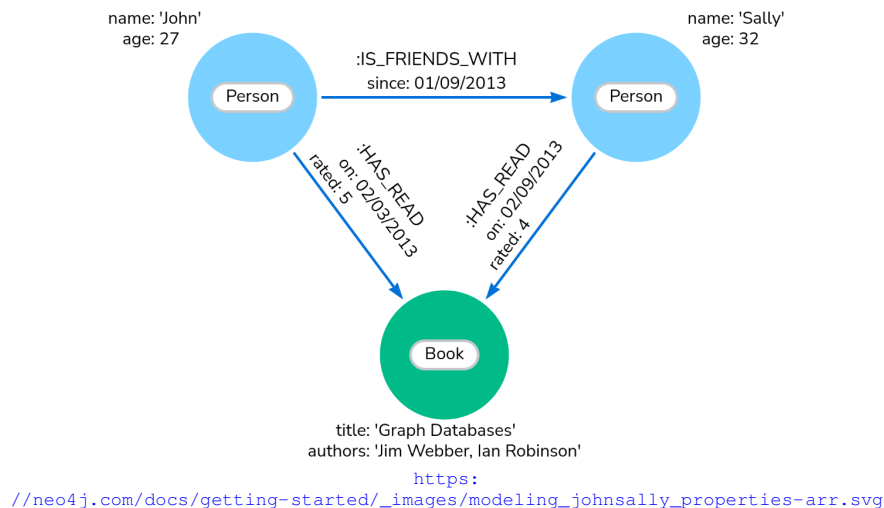 name: 'John'
age: 27
name: 'Sally'
age: 32
:IS_FRIENDS_WITH
since: 01/09/2013
Person
Person
:HAS_READ
on: 02/03/2013
rated: 5
:HAS_READ
on: 02/09/2013
rated: 4
Book
title: 'Graph Databases'
authors: 'Jim Webber, Ian Robinson'
https:
//neo4j.com/docs/getting-started/_images/modeling_johnsally_properties-arr.svg